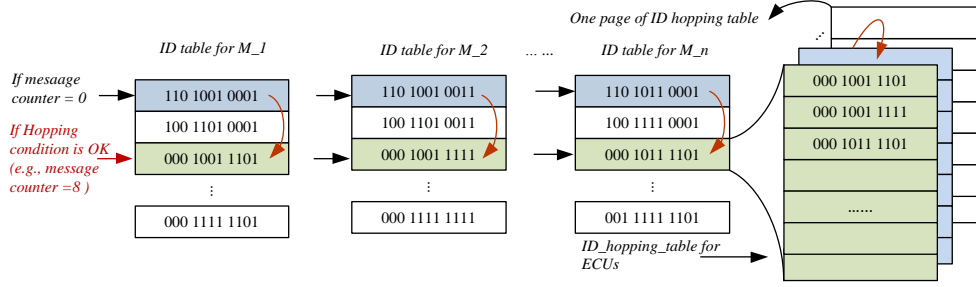 One page of ID hopping table
ID table for M_1
ID table for M_2
... ...
ID table for M_n
If mesaage
counter = 0
110 1001 0001
100 1101 0001
If Hopping
condition is OK
(e.g., message
counter =8 )
000 1001 1101
...
000 1111 1101
110 1001 0011
100 1101 0011
000 1001 1111
...
000 1111 1111
110 1011 0001
100 1111 0001
000 1011 1101
...
001 1111 1101
ID_hopping_table for
ECUs
...
000 1001 1101
000 1001 1111
000 1011 1101
......